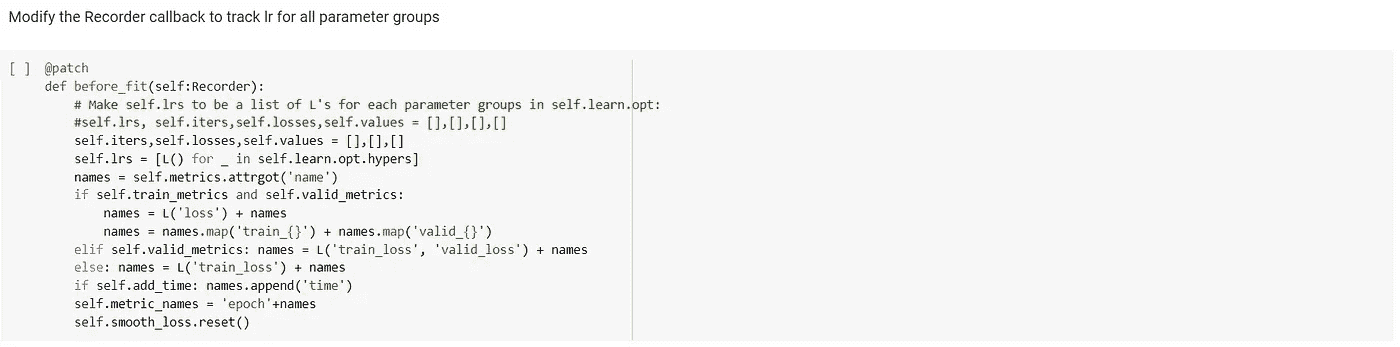 Modify the Recorder callback to track lr for all parameter groups
[ ] @patch
def before_fit(self:Recorder):
    # Make self.lrs to be a list of L's for each parameter groups in self.learn.opt:
    #self.lrs, self.iters,self.losses,self.values = [],[],[],[]
    self.iters,self.losses,self.values = [],[],[]
    self.lrs = [L() for _ in self.learn.opt.hypers]
    names = self.metrics.attrgot('name')
    if self.train_metrics and self.valid_metrics:
        names = L('loss') + names
        names = names.map('train_{}') + names.map('valid_{}')
    elif self.valid_metrics: names = L('train_loss', 'valid_loss') + names
    else: names = L('train_loss') + names
    if self.add_time: names.append('time')
    self.metric_names = 'epoch'+names
    self.smooth_loss.reset()